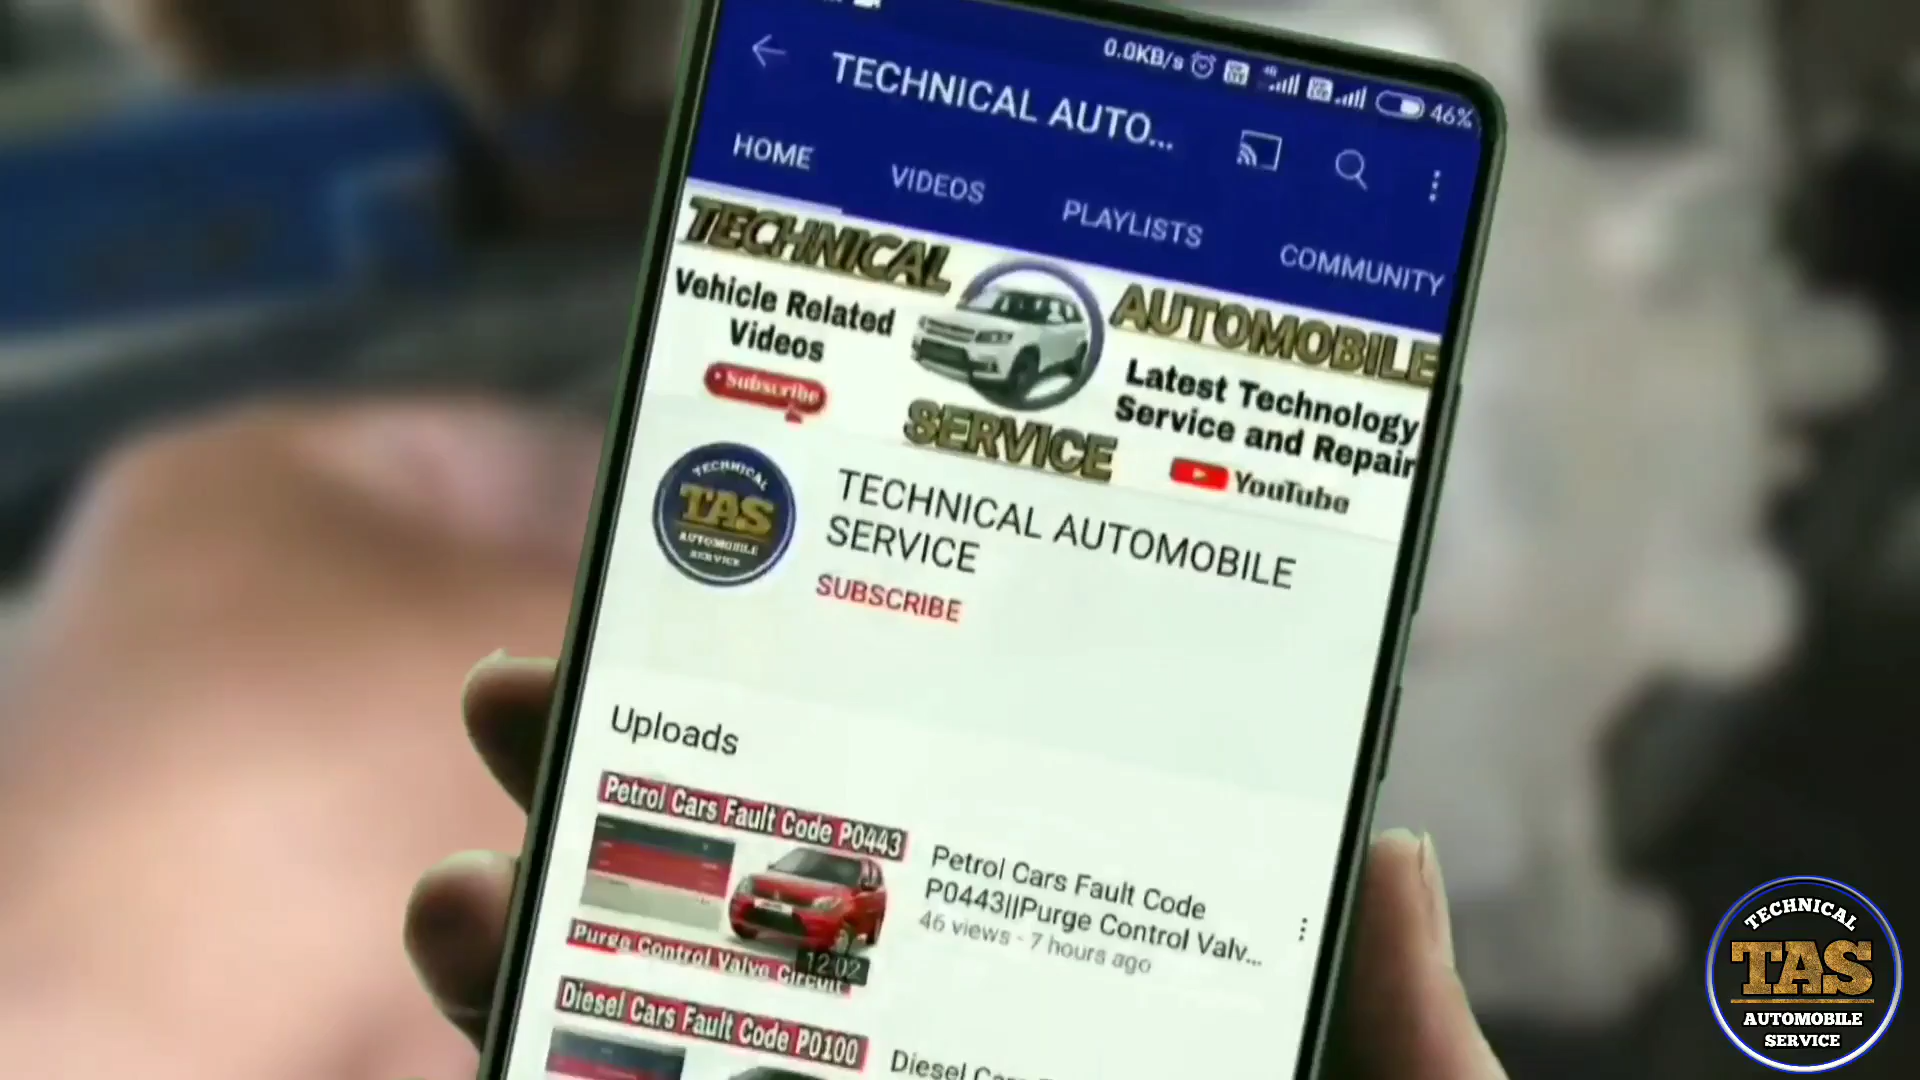 0.0KB/s
46%
TECHNICAL AUTO...
HOME
VIDEOS
PLAYLISTS
COMMUNITY
TECHNICAL
AUTOMOBILE
SERVICE
Vehicle Related
Videos
Subscribe
Latest Technology
Service and Repair
YouTube
TECHNICAL
TAS
AUTOMOBILE
SERVICE
TECHNICAL AUTOMOBILE
SERVICE
SUBSCRIBE
Uploads
Petrol Cars Fault Code P0443
Purge Control Valve Circuit
12:02
Petrol Cars Fault Code
P0443||Purge Control Valv...
46 views · 7 hours ago
Diesel Cars Fault Code P0100
Diesel
TECHNICAL
TAS
AUTOMOBILE
SERVICE